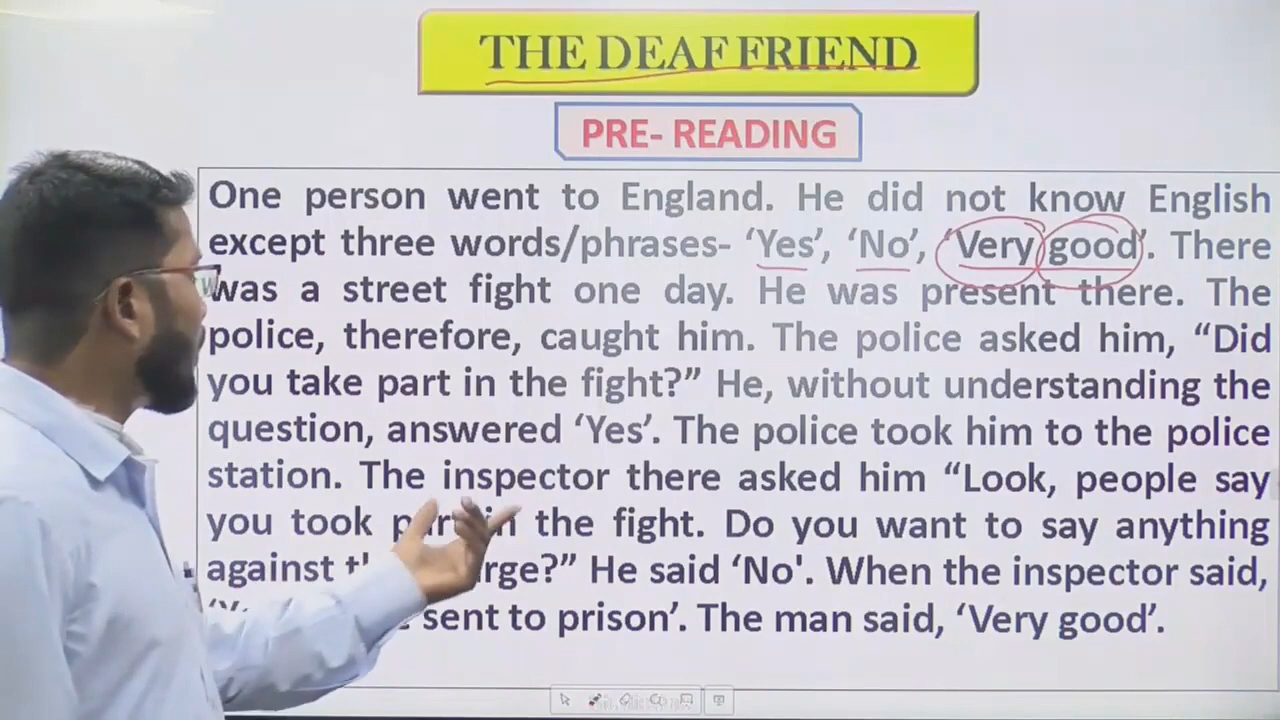 THE DEAF FRIEND
PRE- READING
One person went to England. He did not know English
except three words/phrases- ‘Yes’, ‘No’, ‘Very good’. There
was a street fight one day. He was present there. The
police, therefore, caught him. The police asked him, “Did
you take part in the fight?” He, without understanding the
question, answered ‘Yes’. The police took him to the police
station. The inspector there asked him “Look, people say
you took part in the fight. Do you want to say anything
against ?” He said ‘No'. When the inspector said,
sent to prison’. The man said, ‘Very good’.